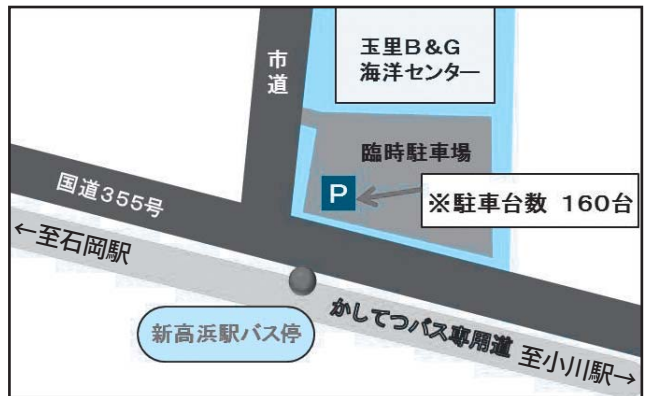 玉里B&G
海洋センター
市道
臨時駐車場
P
※駐車台数 160台
国道355号
←至石岡駅
新高浜駅バス停
かしてつバス専用道
至小川駅→